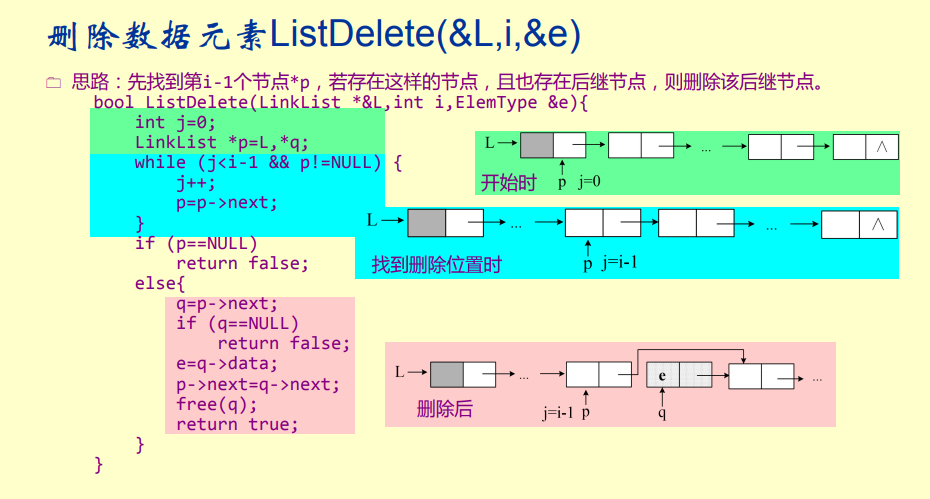 删除数据元素ListDelete(&L,i,&e)
思路：先找到第i-1个节点*p，若存在这样的节点，且也存在后继节点，则删除该后继节点。
bool ListDelete(LinkList *&L,int i,ElemType &e){
int j=0;
LinkList *p=L,*q;
while (j<i-1 && p!=NULL) {
j++;
p=p->next;
}
if (p==NULL)
return false;
else{
q=p->next;
if (q==NULL)
return false;
e=q->data;
p->next=q->next;
free(q);
return true;
}
}
L ... ∧
开始时 p j=0
L ... ... ∧
找到删除位置时 p j=i-1
L ... e ...
删除后 j=i-1 p q